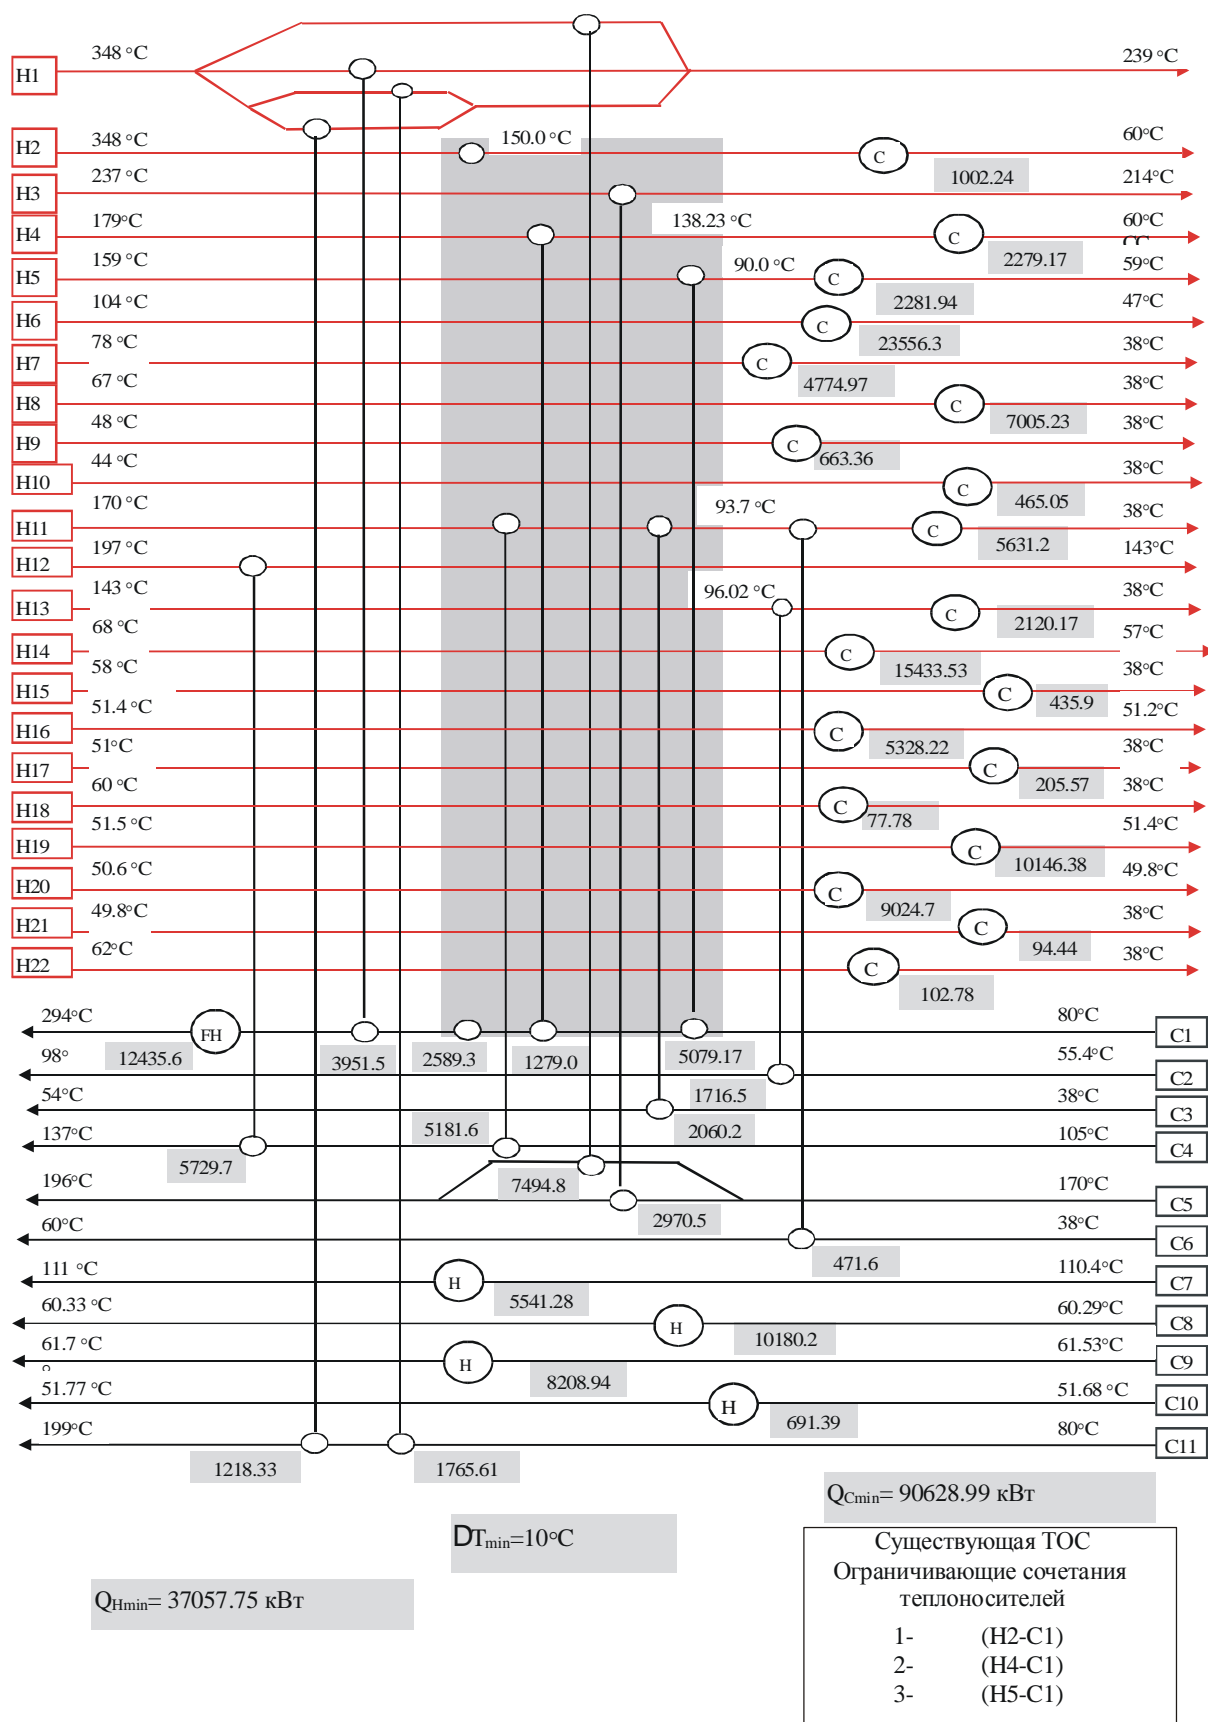 348 °C
239 °C
H1
348 °C
150.0 °C
60°C
H2
C
1002.24
237 °C
214°C
H3
179°C
138.23 °C
60°C
H4
C
2279.17
159 °C
90.0 °C
59°C
H5
C
2281.94
104 °C
47°C
H6
C
23556.3
78 °C
38°C
H7
C
4774.97
67 °C
38°C
H8
C
7005.23
48 °C
38°C
H9
C
663.36
44 °C
38°C
H10
C
465.05
170 °C
93.7 °C
38°C
H11
C
5631.2
197 °C
143°C
H12
143 °C
96.02 °C
38°C
H13
C
2120.17
68 °C
57°C
H14
C
15433.53
58 °C
38°C
H15
C
435.9
51.4 °C
51.2°C
H16
C
5328.22
51°C
38°C
H17
C
205.57
60 °C
38°C
H18
C
77.78
51.5 °C
51.4°C
H19
C
10146.38
50.6 °C
49.8°C
H20
C
9024.7
49.8°C
38°C
H21
C
94.44
62°C
38°C
H22
C
102.78
294°C
80°C
FH
C1
12435.6
3951.5
2589.3
1279.0
5079.17
98°
55.4°C
C2
1716.5
54°C
38°C
C3
5181.6
2060.2
137°C
105°C
C4
5729.7
7494.8
196°C
170°C
C5
2970.5
60°C
38°C
C6
471.6
111 °C
110.4°C
H
C7
5541.28
60.33 °C
60.29°C
H
C8
10180.2
61.7 °C
61.53°C
H
C9
8208.94
51.77 °C
51.68 °C
H
C10
691.39
199°C
80°C
C11
1218.33
1765.61
QCmin= 90628.99 кВт
DTmin=10°C
Существующая ТОС
Ограничивающие сочетания
теплоносителей
QHmin= 37057.75 кВт
1- (H2-C1)
2- (H4-C1)
3- (H5-C1)